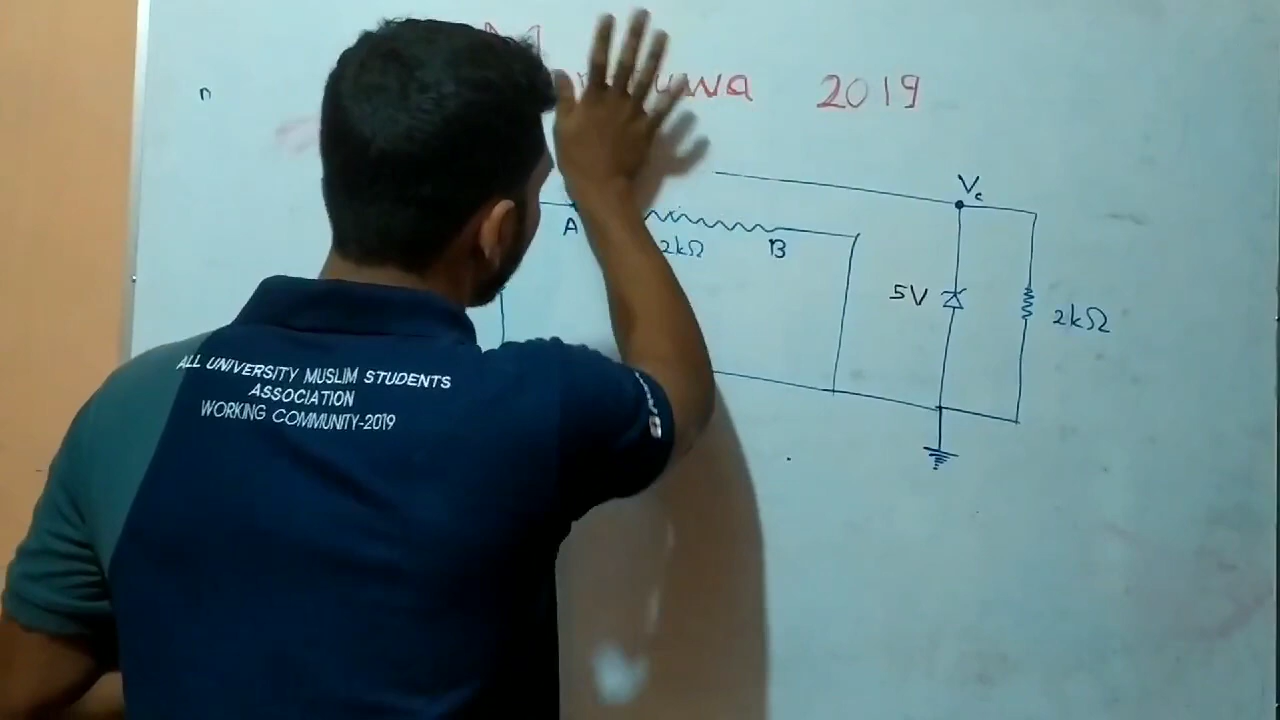 2019
n
Vc
A
2kΩ
B
5V
2kΩ
ALL UNIVERSITY MUSLIM STUDENTS
ASSOCIATION
WORKING COMMUNITY-2019